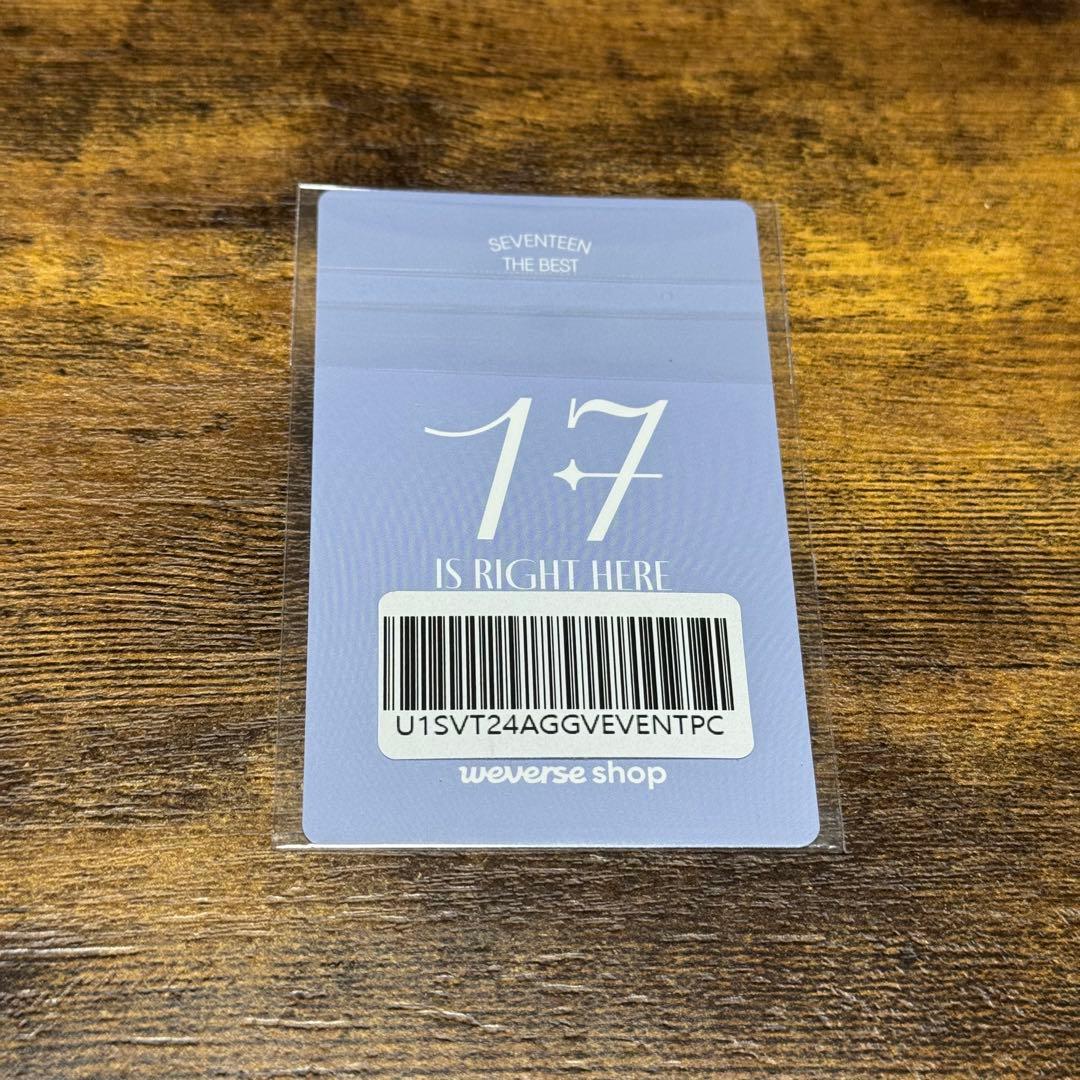 SEVENTEEN
THE BEST
17
IS RIGHT HERE
U1SVT24AGGVEVENTPC
weverse shop